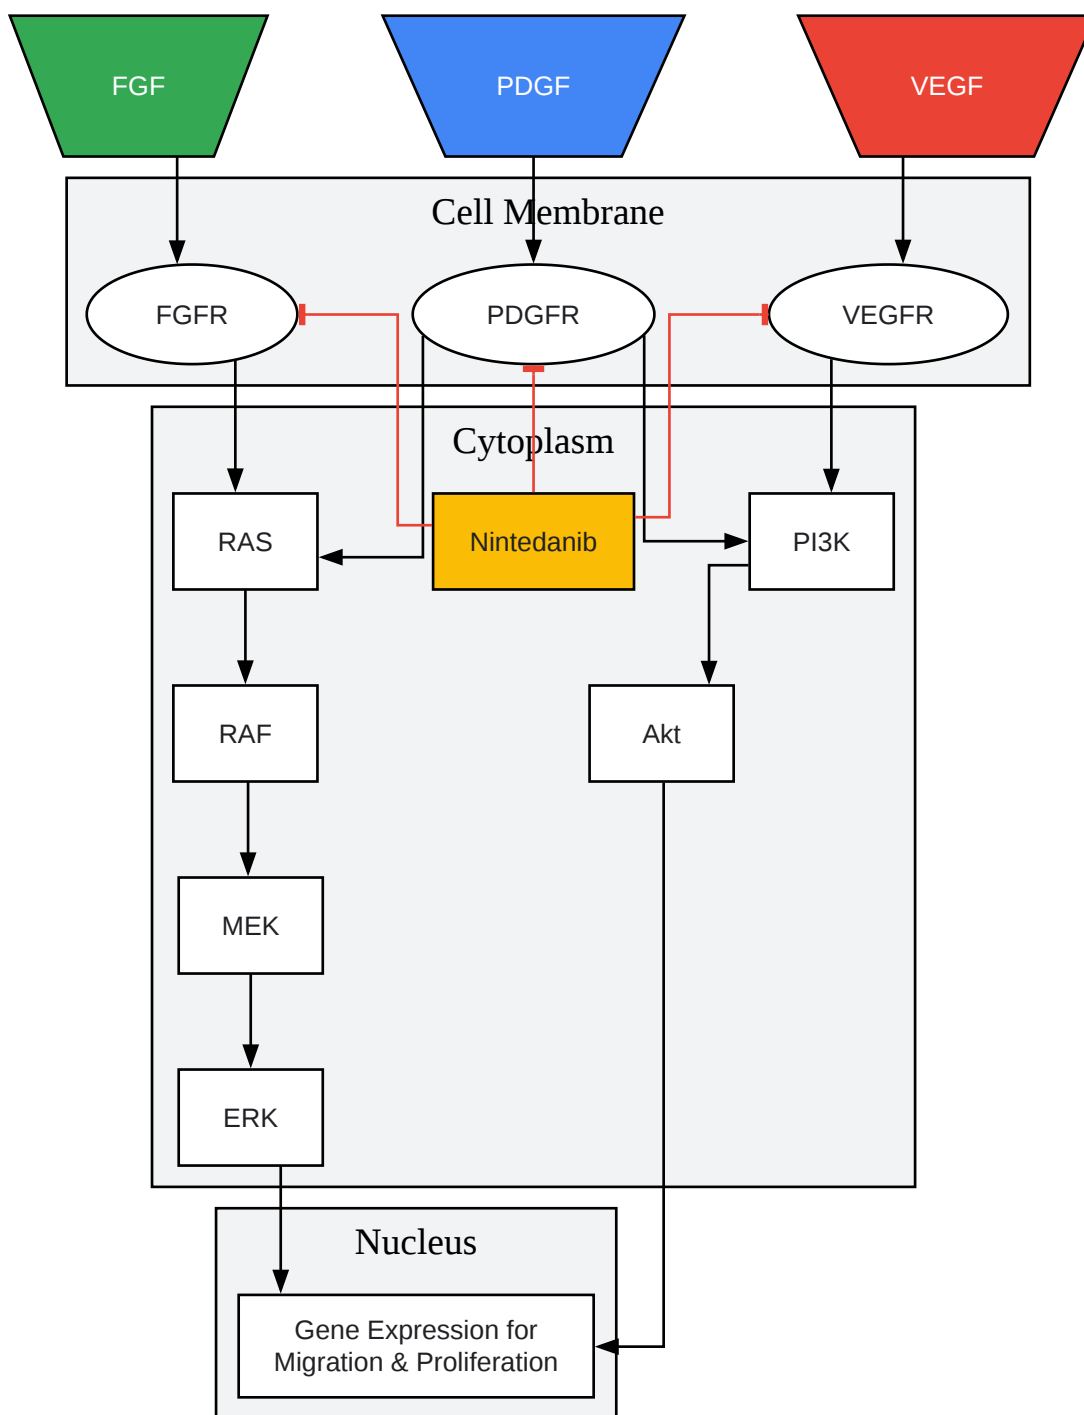 FGF
PDGF
VEGF
Cell Membrane
FGFR
PDGFR
VEGFR
Cytoplasm
RAS
Nintedanib
PI3K
RAF
Akt
MEK
ERK
Nucleus
Gene Expression for
Migration & Proliferation